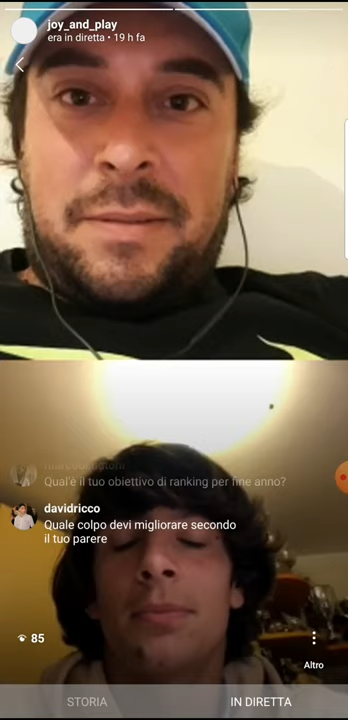 joy_and_play
era in diretta • 19 h fa
Qual'è il tuo obiettivo di ranking per fine anno?
davidricco
Quale colpo devi migliorare secondo
il tuo parere
85
Altro
STORIA
IN DIRETTA